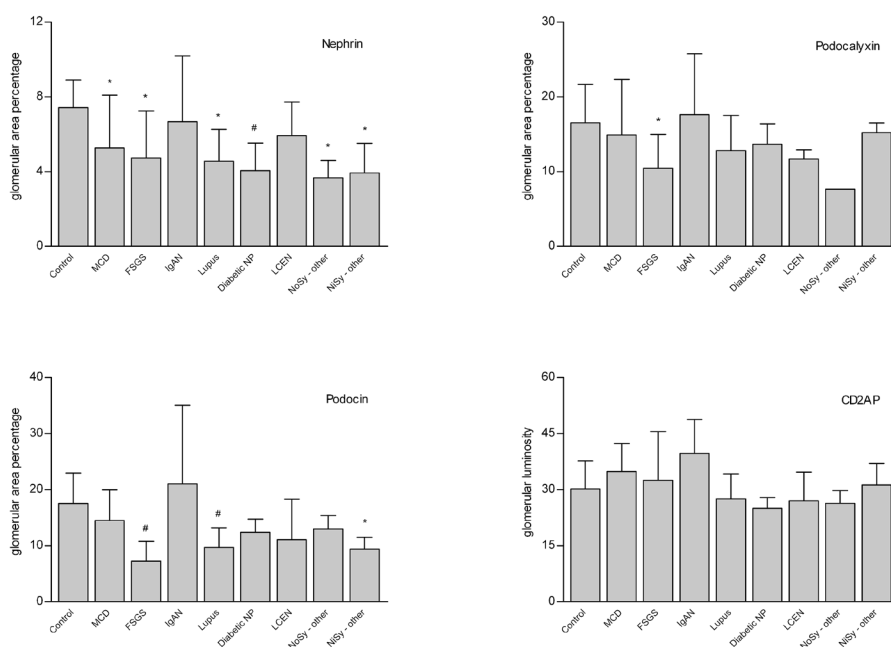 Nephrin
glomerular area percentage
12
8
4
0
* * * # * *
Control MCD FSGS IgAN Lupus Diabetic NP LCEN NoSy - other NiSy - other
Podocalyxin
glomerular area percentage
30
20
10
0
*
Control MCD FSGS IgAN Lupus Diabetic NP LCEN NoSy - other NiSy - other
Podocin
glomerular area percentage
40
30
20
10
0
# # *
Control MCD FSGS IgAN Lupus Diabetic NP LCEN NoSy - other NiSy - other
CD2AP
glomerular luminosity
60
45
30
15
0
Control MCD FSGS IgAN Lupus Diabetic NP LCEN NoSy - other NiSy - other